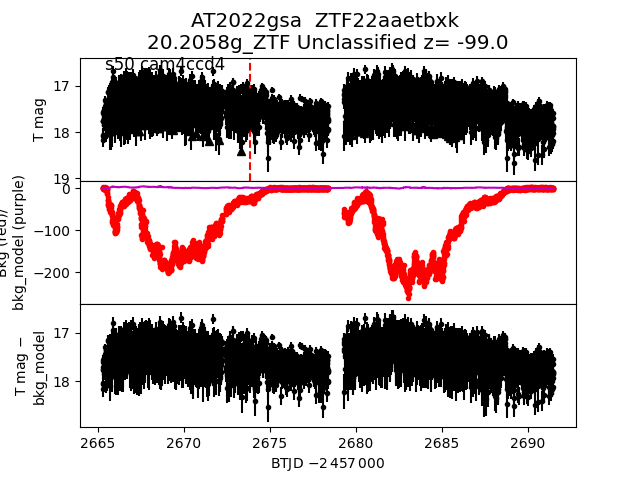 AT2022gsa ZTF22aaetbxk
20.2058g_ZTF Unclassified z= -99.0
s50 cam4ccd4
T mag
17
18
19
Bkg (red)/
bkg_model (purple)
0
−100
−200
T mag −
bkg_model
17
18
2665 2670 2675 2680 2685 2690
BTJD −2 457 000